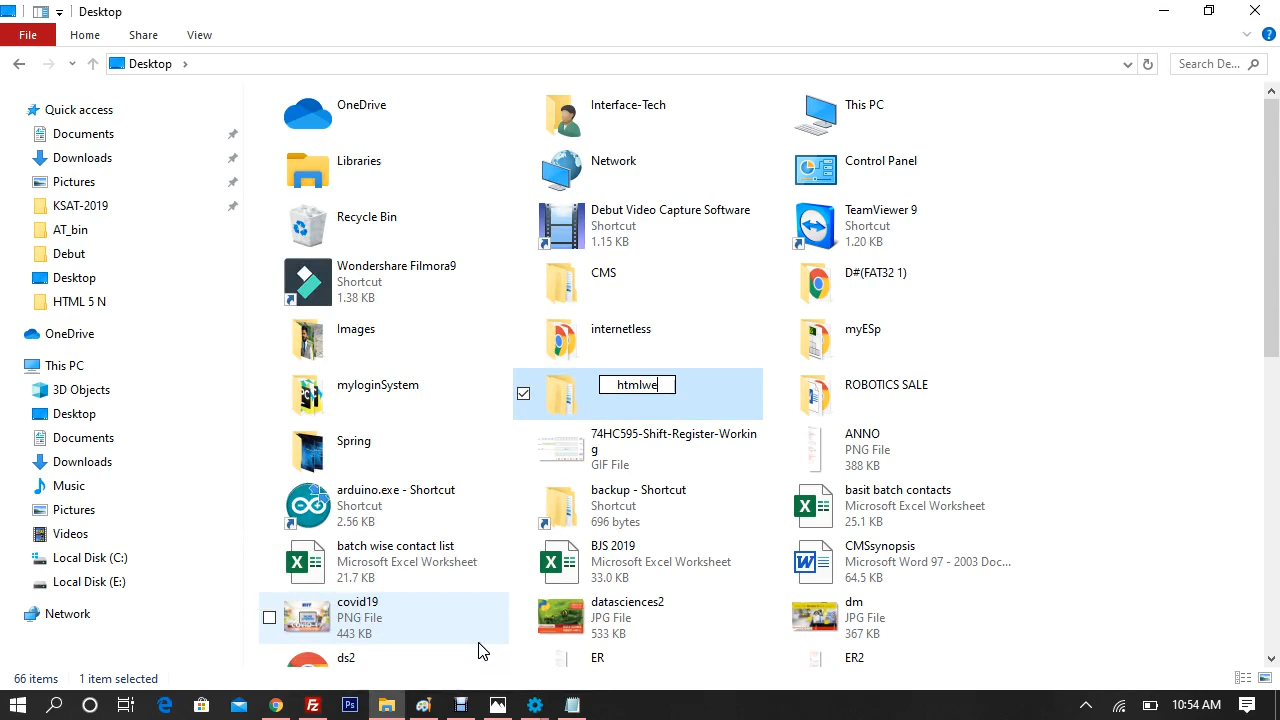 Desktop
File
Home
Share
View
Desktop
Search De...
Quick access
Documents
Downloads
Pictures
KSAT-2019
AT_bin
Debut
Desktop
HTML 5 N
OneDrive
This PC
3D Objects
Desktop
Documents
Downloads
Music
Pictures
Videos
Local Disk (C:)
Local Disk (E:)
Network
OneDrive
Interface-Tech
This PC
Libraries
Network
Control Panel
Recycle Bin
Debut Video Capture Software
Shortcut
1.15 KB
TeamViewer 9
Shortcut
1.20 KB
Wondershare Filmora9
Shortcut
1.38 KB
CMS
D#(FAT32 1)
Images
internetless
myESp
myloginSystem
htmlwe
ROBOTICS SALE
Spring
74HC595-Shift-Register-Workin
g
GIF File
ANNO
PNG File
388 KB
arduino.exe - Shortcut
Shortcut
2.56 KB
backup - Shortcut
Shortcut
696 bytes
basit batch contacts
Microsoft Excel Worksheet
25.1 KB
batch wise contact list
Microsoft Excel Worksheet
21.7 KB
BJS 2019
Microsoft Excel Worksheet
33.0 KB
CMSsynopsis
Microsoft Word 97 - 2003 Doc...
64.5 KB
covid19
PNG File
443 KB
datasciences2
JPG File
533 KB
dm
JPG File
367 KB
ds2
ER
ER2
66 items
1 item selected
10:54 AM